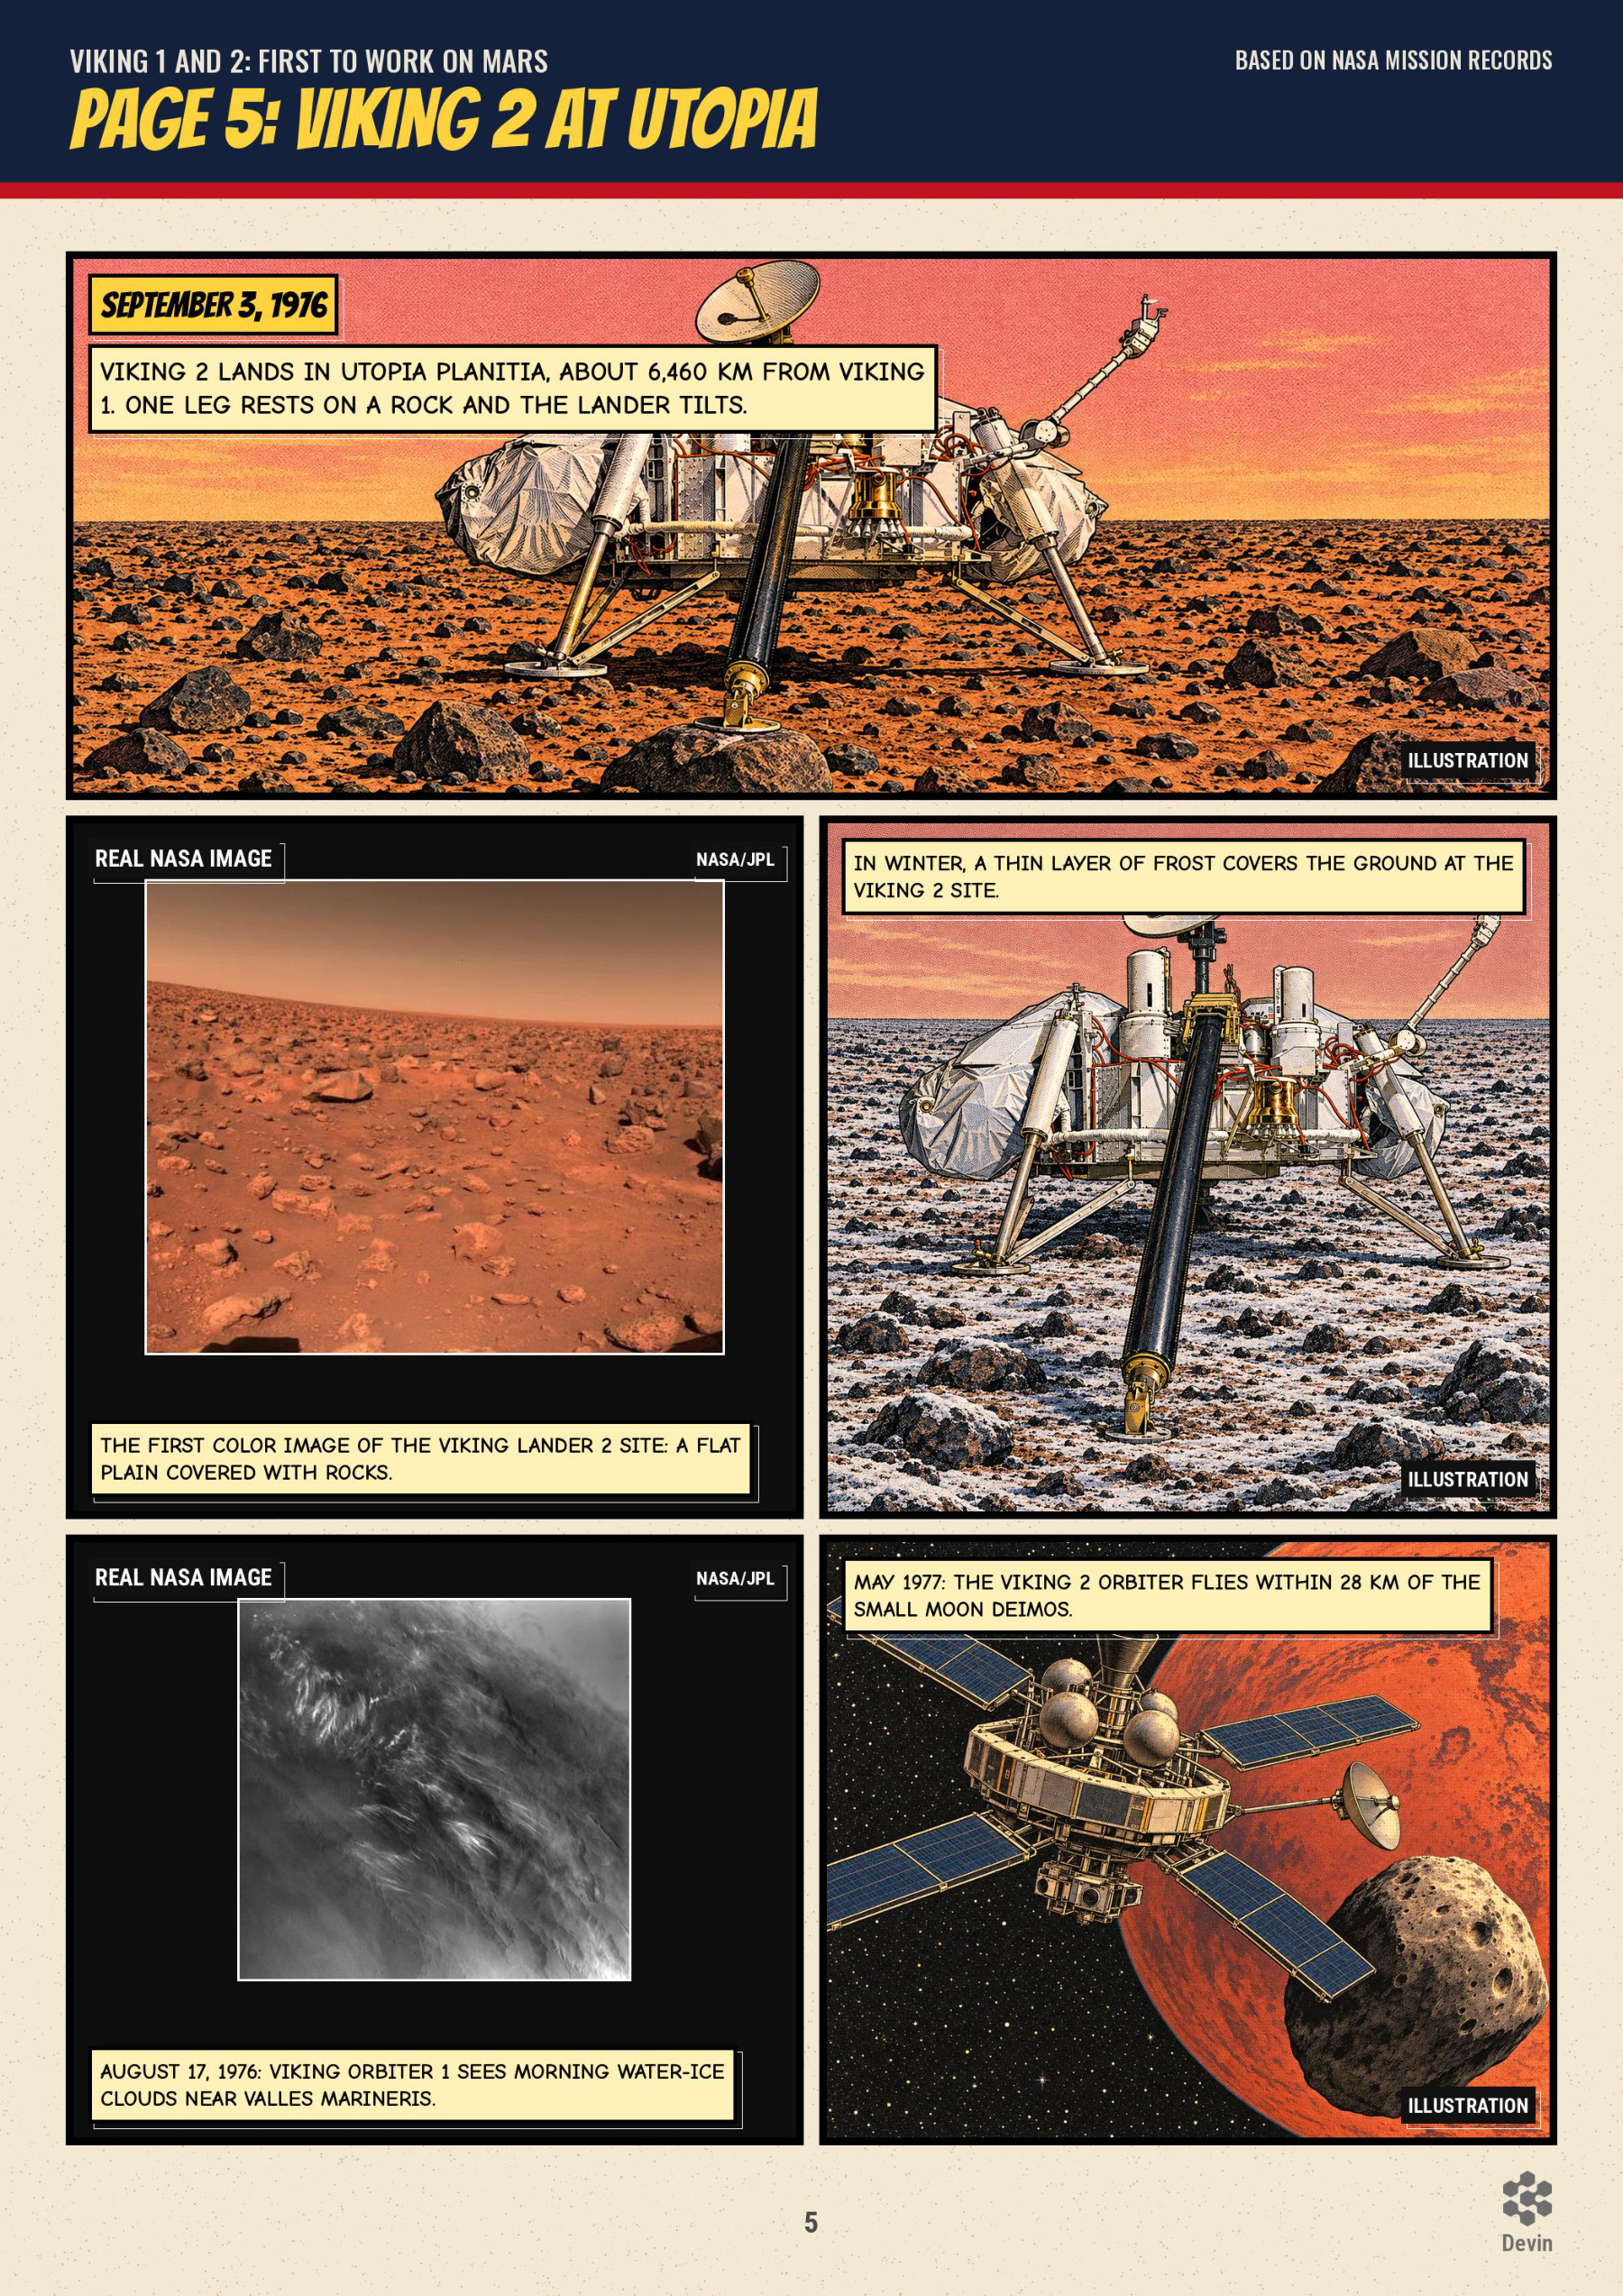 VIKING 1 AND 2: FIRST TO WORK ON MARS
BASED ON NASA MISSION RECORDS
PAGE 5: VIKING 2 AT UTOPIA
SEPTEMBER 3, 1976
VIKING 2 LANDS IN UTOPIA PLANITIA, ABOUT 6,460 KM FROM VIKING
1. ONE LEG RESTS ON A ROCK AND THE LANDER TILTS.
ILLUSTRATION
REAL NASA IMAGE
NASA/JPL
THE FIRST COLOR IMAGE OF THE VIKING LANDER 2 SITE: A FLAT
PLAIN COVERED WITH ROCKS.
IN WINTER, A THIN LAYER OF FROST COVERS THE GROUND AT THE
VIKING 2 SITE.
ILLUSTRATION
REAL NASA IMAGE
NASA/JPL
AUGUST 17, 1976: VIKING ORBITER 1 SEES MORNING WATER-ICE
CLOUDS NEAR VALLES MARINERIS.
MAY 1977: THE VIKING 2 ORBITER FLIES WITHIN 28 KM OF THE
SMALL MOON DEIMOS.
ILLUSTRATION
5
Devin